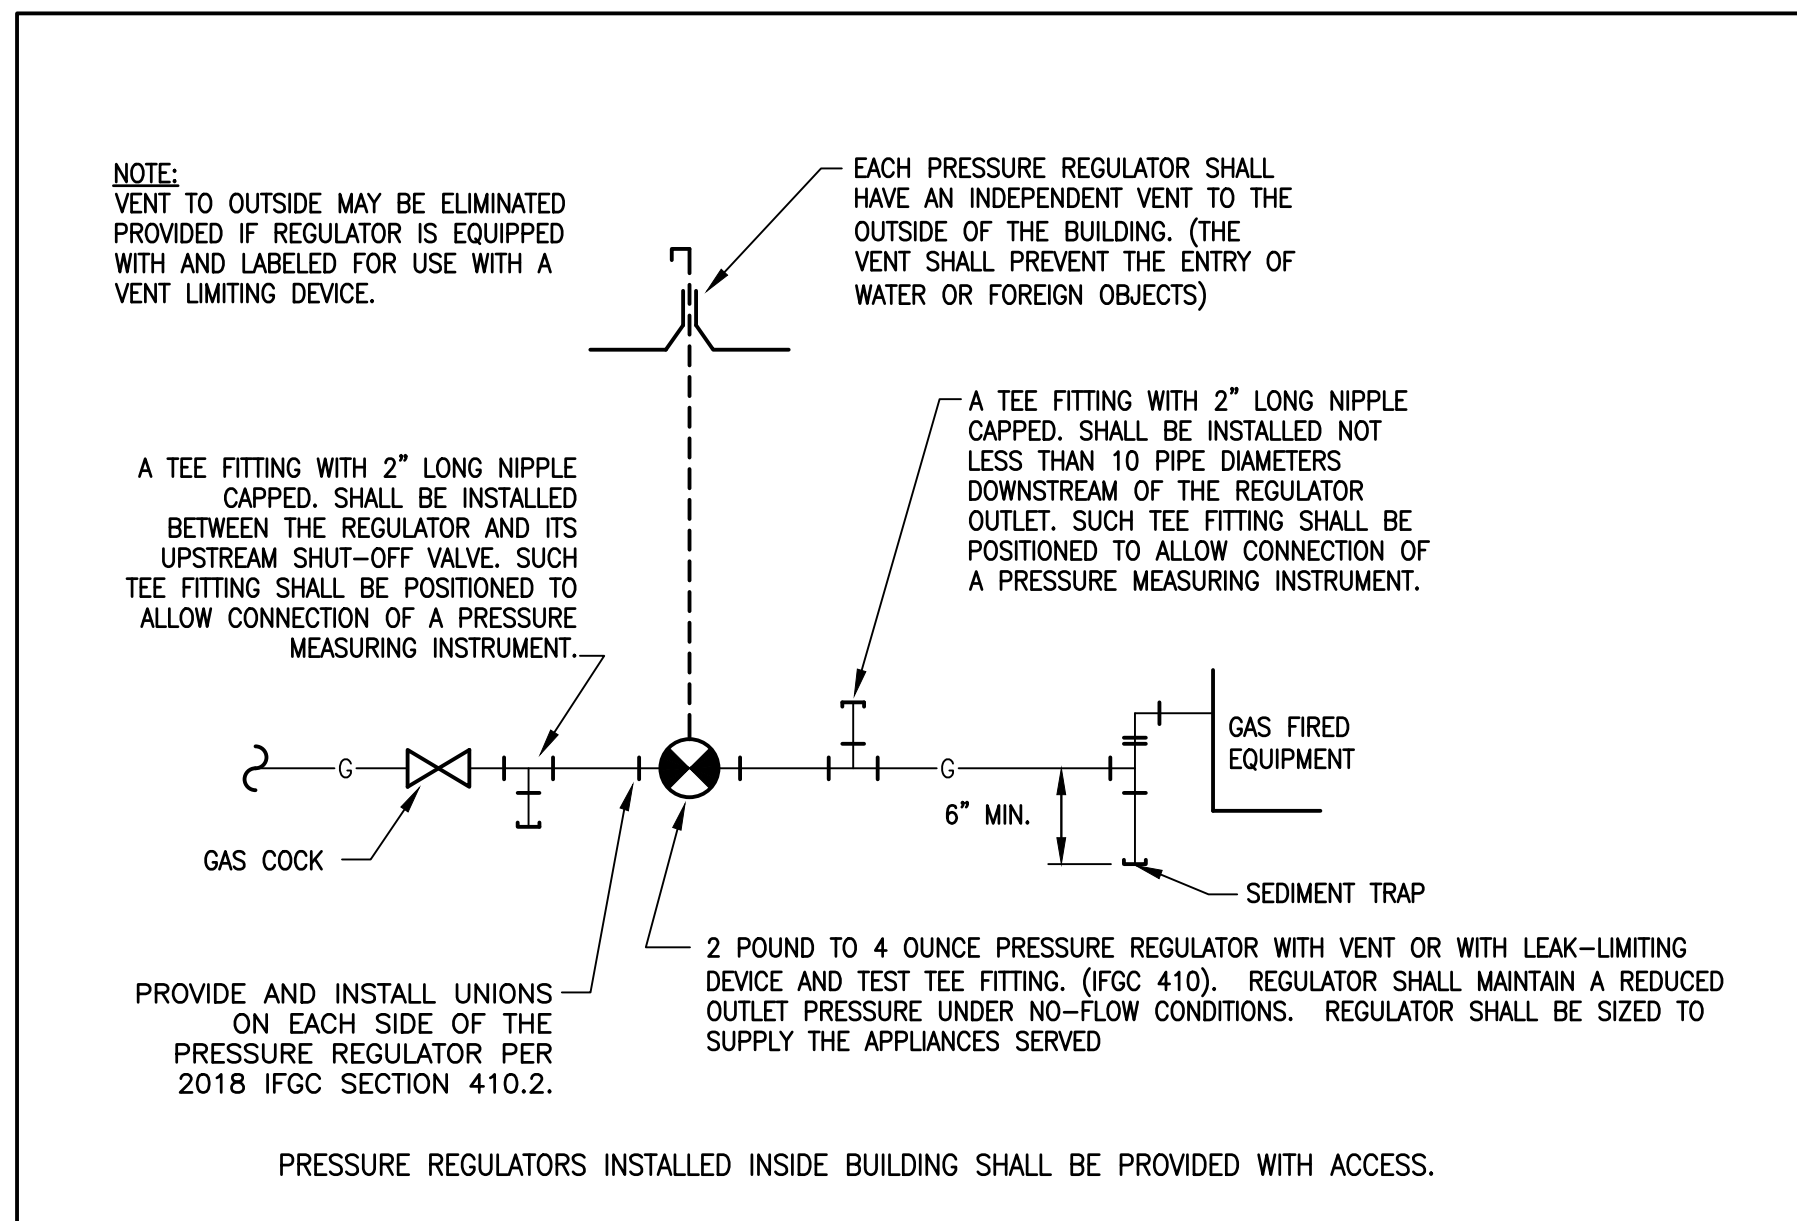 NOTE:
VENT TO OUTSIDE MAY BE ELIMINATED
PROVIDED IF REGULATOR IS EQUIPPED
WITH AND LABELED FOR USE WITH A
VENT LIMITING DEVICE.
EACH PRESSURE REGULATOR SHALL
HAVE AN INDEPENDENT VENT TO THE
OUTSIDE OF THE BUILDING. (THE
VENT SHALL PREVENT THE ENTRY OF
WATER OR FOREIGN OBJECTS)
A TEE FITTING WITH 2" LONG NIPPLE
CAPPED. SHALL BE INSTALLED
BETWEEN THE REGULATOR AND ITS
UPSTREAM SHUT-OFF VALVE. SUCH
TEE FITTING SHALL BE POSITIONED TO
ALLOW CONNECTION OF A PRESSURE
MEASURING INSTRUMENT.
A TEE FITTING WITH 2" LONG NIPPLE
CAPPED. SHALL BE INSTALLED NOT
LESS THAN 10 PIPE DIAMETERS
DOWNSTREAM OF THE REGULATOR
OUTLET. SUCH TEE FITTING SHALL BE
POSITIONED TO ALLOW CONNECTION OF
A PRESSURE MEASURING INSTRUMENT.
GAS FIRED
EQUIPMENT
G
G
6" MIN.
GAS COCK
SEDIMENT TRAP
2 POUND TO 4 OUNCE PRESSURE REGULATOR WITH VENT OR WITH LEAK-LIMITING
DEVICE AND TEST TEE FITTING. (IFGC 410). REGULATOR SHALL MAINTAIN A REDUCED
OUTLET PRESSURE UNDER NO-FLOW CONDITIONS. REGULATOR SHALL BE SIZED TO
SUPPLY THE APPLIANCES SERVED
PROVIDE AND INSTALL UNIONS
ON EACH SIDE OF THE
PRESSURE REGULATOR PER
2018 IFGC SECTION 410.2.
PRESSURE REGULATORS INSTALLED INSIDE BUILDING SHALL BE PROVIDED WITH ACCESS.